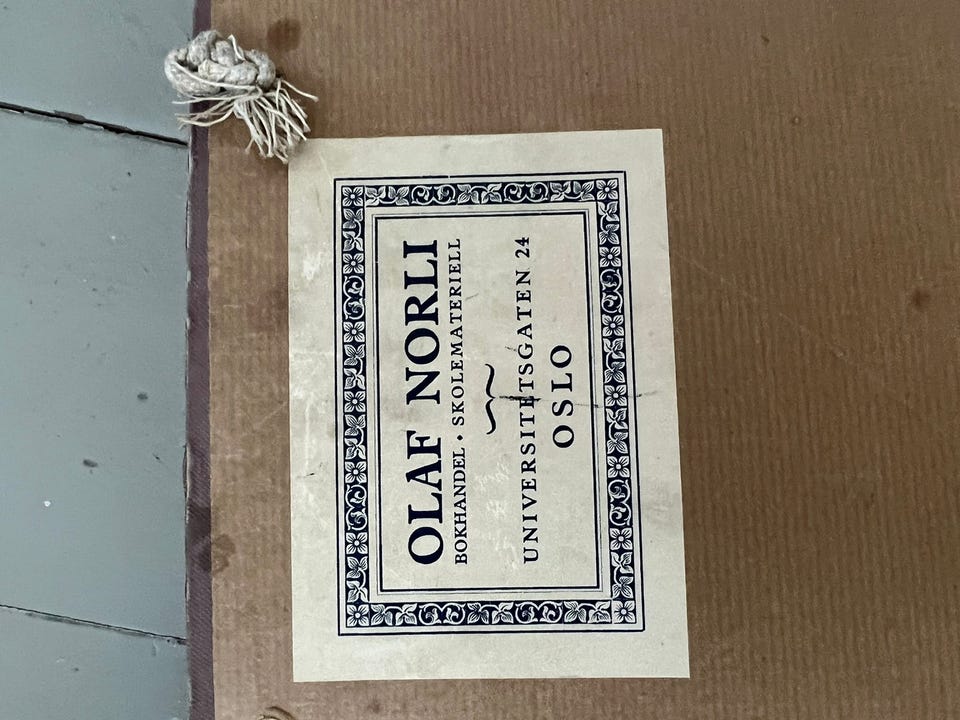 OLAF NORLI
BOKHANDEL · SKOLEMATERIELL
UNIVERSITETSGATEN 24
OSLO